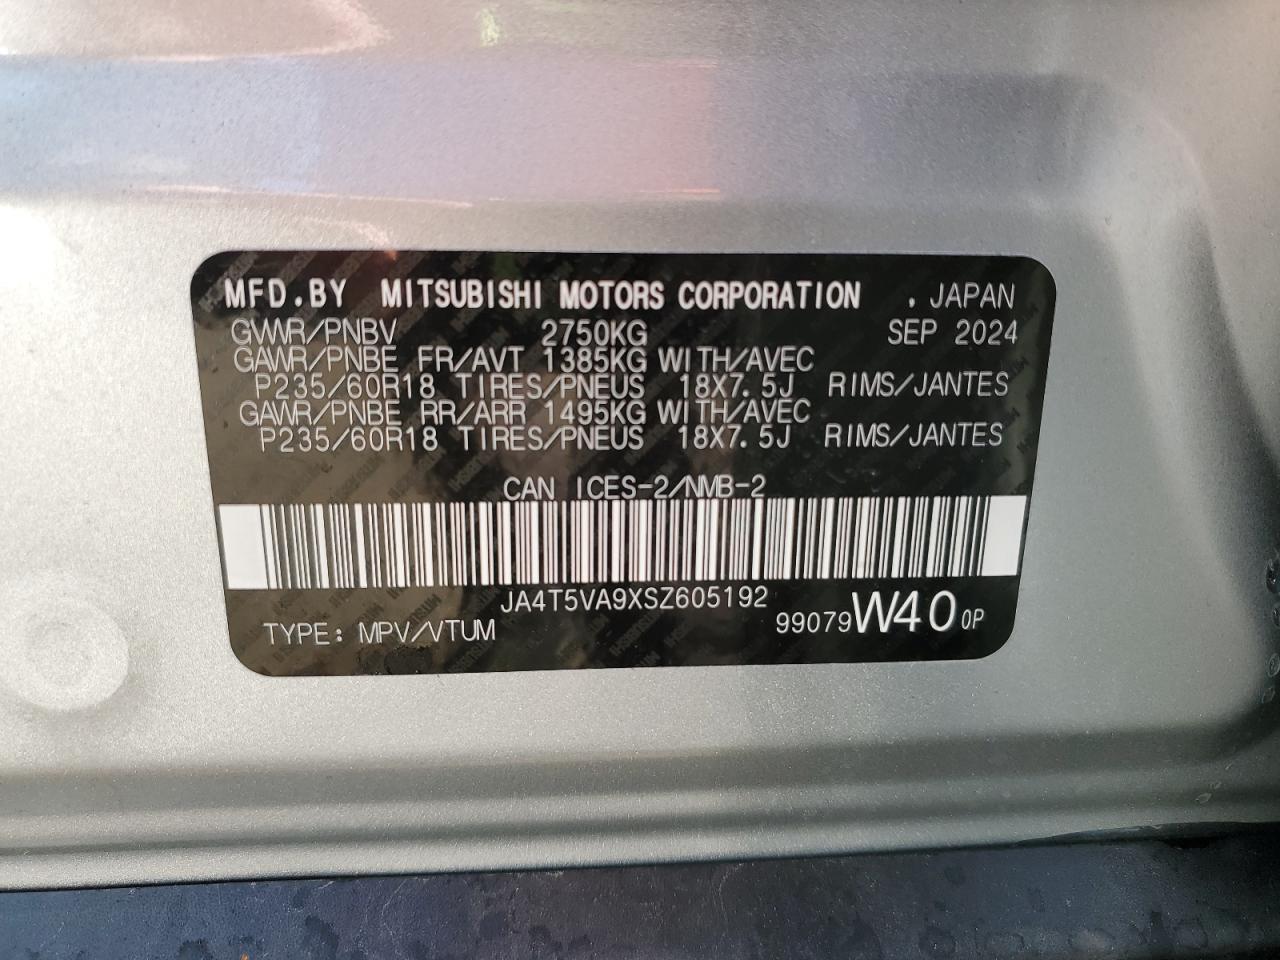 MFD.BY MITSUBISHI MOTORS CORPORATION . JAPAN
GVWR/PNBV 2750KG SEP 2024
GAWR/PNBE FR/AVT 1385KG WITH/AVEC
P235/60R18 TIRES/PNEUS 18X7.5J RIMS/JANTES
GAWR/PNBE RR/ARR 1495KG WITH/AVEC
P235/60R18 TIRES/PNEUS 18X7.5J RIMS/JANTES
CAN ICES-2/NMB-2
JA4T5VA9XSZ605192
TYPE: MPV/VTUM 99079W40 0P